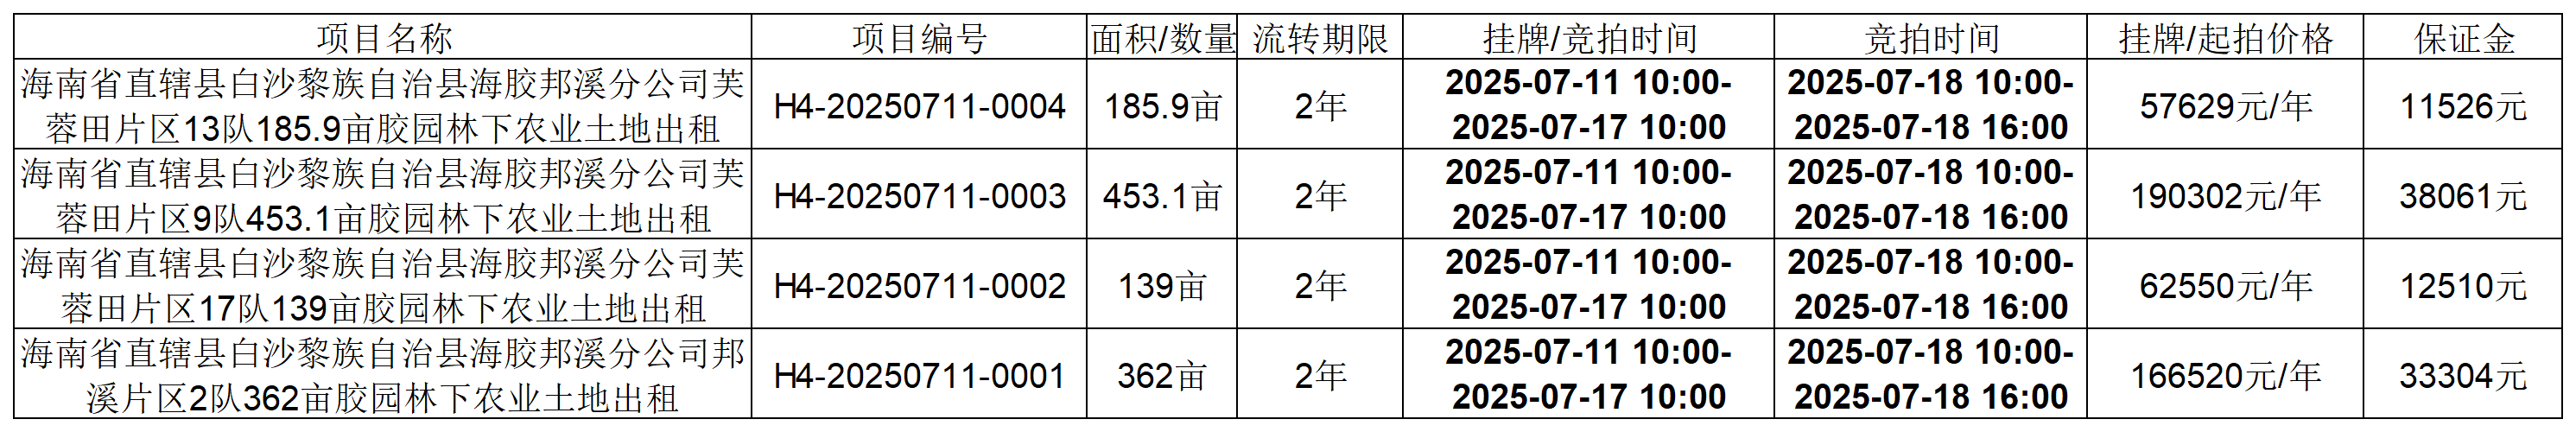 项目名称 项目编号 面积/数量 流转期限 挂牌/竞拍时间 竞拍时间 挂牌/起拍价格 保证金
海南省直辖县白沙黎族自治县海胶邦溪分公司芙
蓉田片区13队185.9亩胶园林下农业土地出租
H4-20250711-0004
185.9亩
2年
2025-07-11 10:00-
2025-07-17 10:00
2025-07-18 10:00-
2025-07-18 16:00
57629元/年
11526元
海南省直辖县白沙黎族自治县海胶邦溪分公司芙
蓉田片区9队453.1亩胶园林下农业土地出租
H4-20250711-0003
453.1亩
2年
2025-07-11 10:00-
2025-07-17 10:00
2025-07-18 10:00-
2025-07-18 16:00
190302元/年
38061元
海南省直辖县白沙黎族自治县海胶邦溪分公司芙
蓉田片区17队139亩胶园林下农业土地出租
H4-20250711-0002
139亩
2年
2025-07-11 10:00-
2025-07-17 10:00
2025-07-18 10:00-
2025-07-18 16:00
62550元/年
12510元
海南省直辖县白沙黎族自治县海胶邦溪分公司邦
溪片区2队362亩胶园林下农业土地出租
H4-20250711-0001
362亩
2年
2025-07-11 10:00-
2025-07-17 10:00
2025-07-18 10:00-
2025-07-18 16:00
166520元/年
33304元